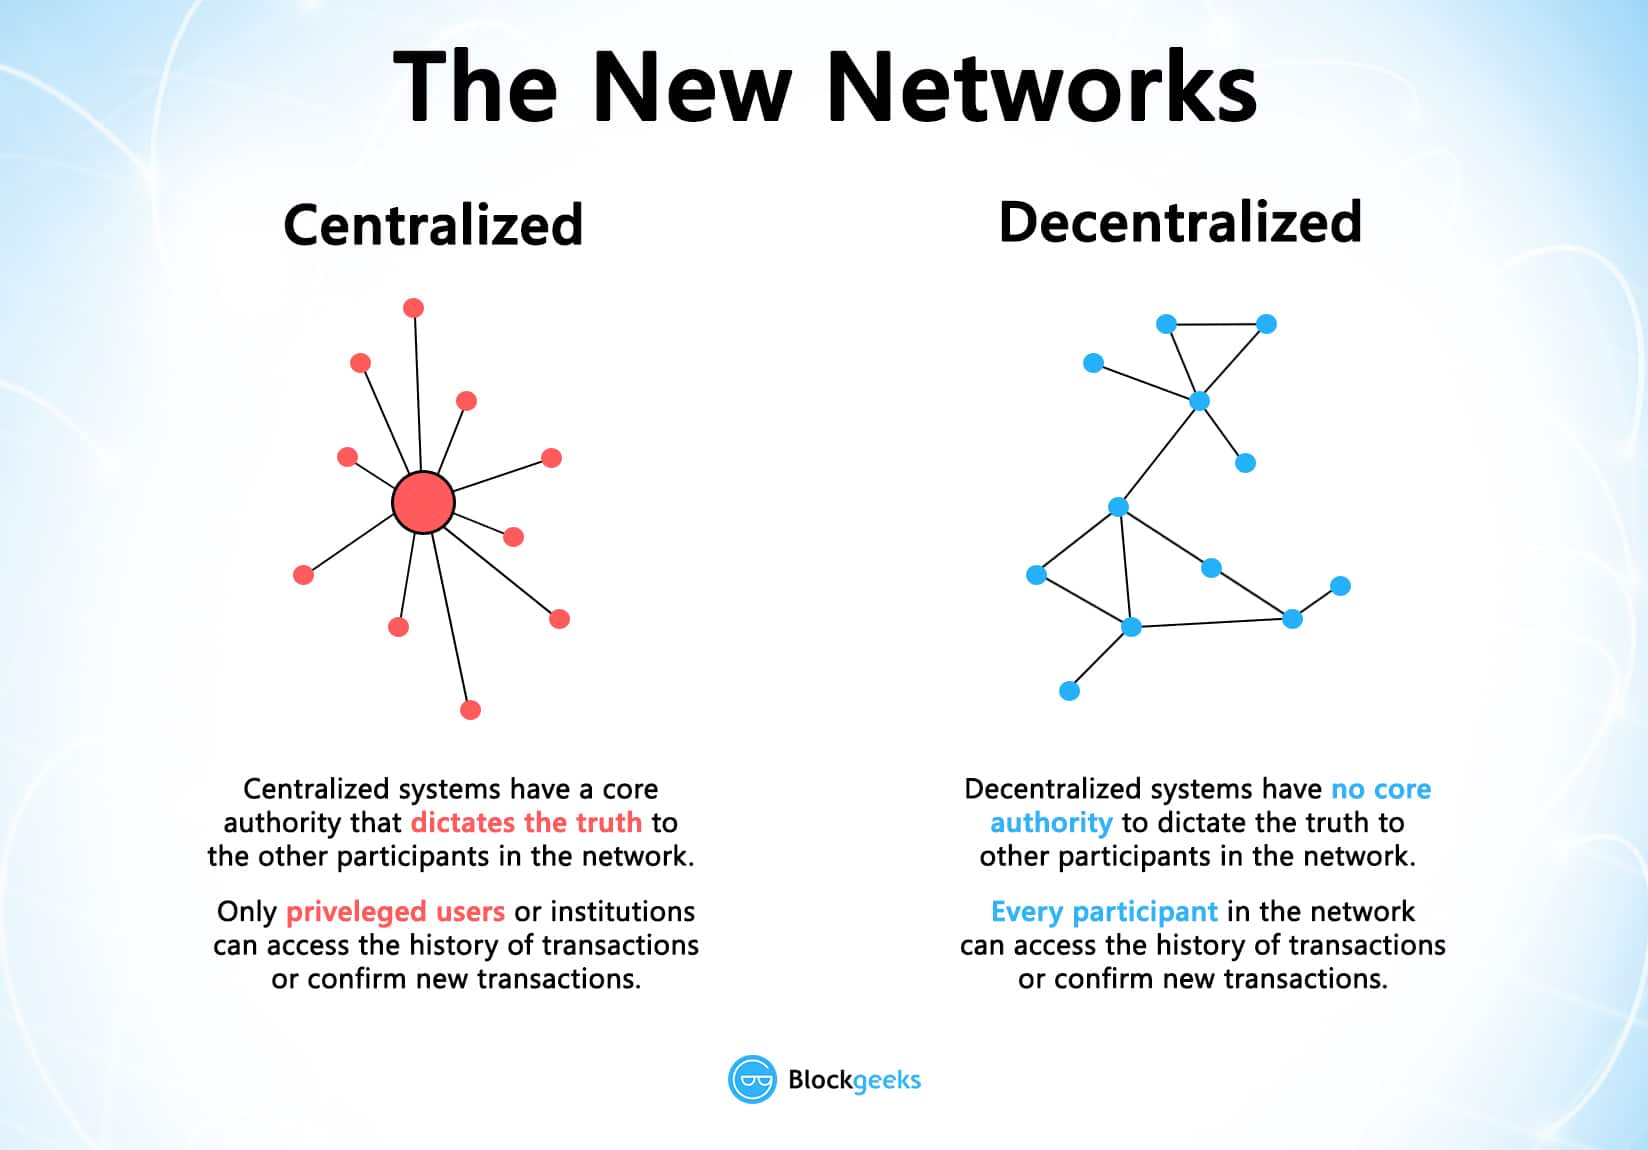 The New Networks
Centralized
Decentralized
Centralized systems have a core
authority that dictates the truth to
the other participants in the network.
Only priveleged users or institutions
can access the history of transactions
or confirm new transactions.
Decentralized systems have no core
authority to dictate the truth to
other participants in the network.
Every participant in the network
can access the history of transactions
or confirm new transactions.
Blockgeeks